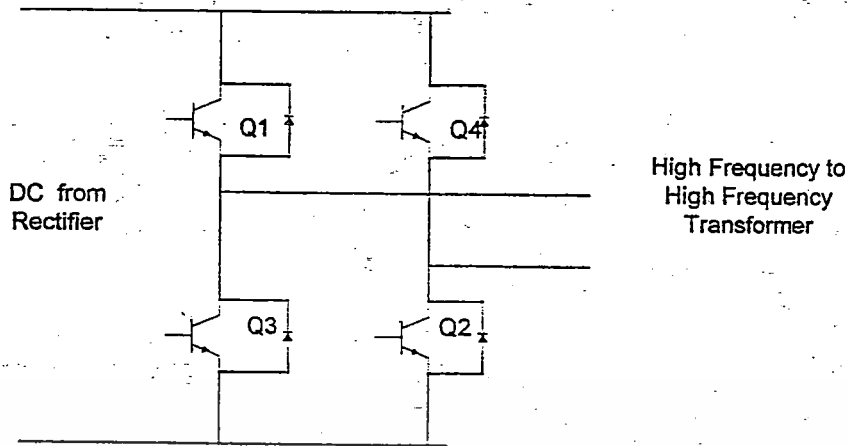 Q1
Q4
DC from
Rectifier
High Frequency to
High Frequency
Transformer
Q3
Q2